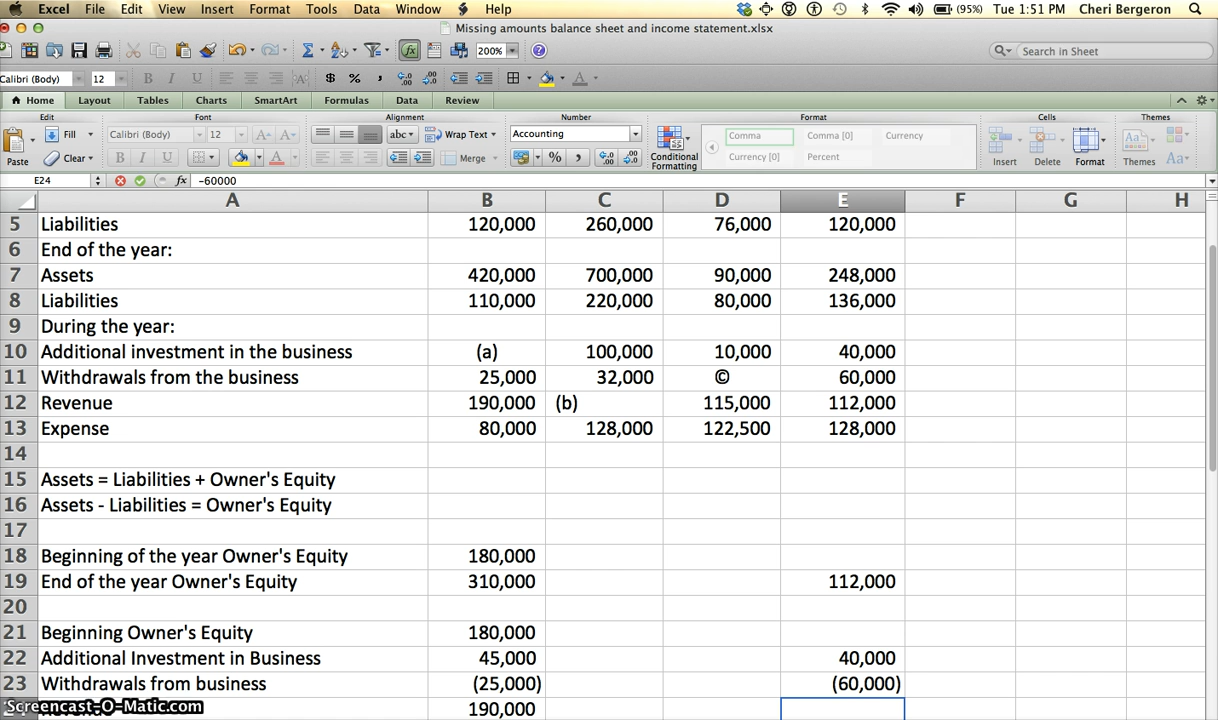 Excel File Edit View Insert Format Tools Data Window Help (95%) Tue 1:51 PM Cheri Bergeron
Missing amounts balance sheet and income statement.xlsx
200% Search in Sheet
Calibri (Body) 12 B I U $ % ,
Home Layout Tables Charts SmartArt Formulas Data Review
Edit Font Alignment Number Format Cells Themes
Fill Calibri (Body) 12 abc Wrap Text Accounting Comma Comma [0] Currency
Paste Clear B I U Merge % , Conditional Formatting Currency [0] Percent Insert Delete Format Themes Aa
E24 fx -60000
A B C D E F G H
5 Liabilities 120,000 260,000 76,000 120,000
6 End of the year:
7 Assets 420,000 700,000 90,000 248,000
8 Liabilities 110,000 220,000 80,000 136,000
9 During the year:
10 Additional investment in the business (a) 100,000 10,000 40,000
11 Withdrawals from the business 25,000 32,000 © 60,000
12 Revenue 190,000 (b) 115,000 112,000
13 Expense 80,000 128,000 122,500 128,000
14
15 Assets = Liabilities + Owner's Equity
16 Assets - Liabilities = Owner's Equity
17
18 Beginning of the year Owner's Equity 180,000
19 End of the year Owner's Equity 310,000 112,000
20
21 Beginning Owner's Equity 180,000
22 Additional Investment in Business 45,000 40,000
23 Withdrawals from business (25,000) (60,000)
190,000
Screencast-O-Matic.com